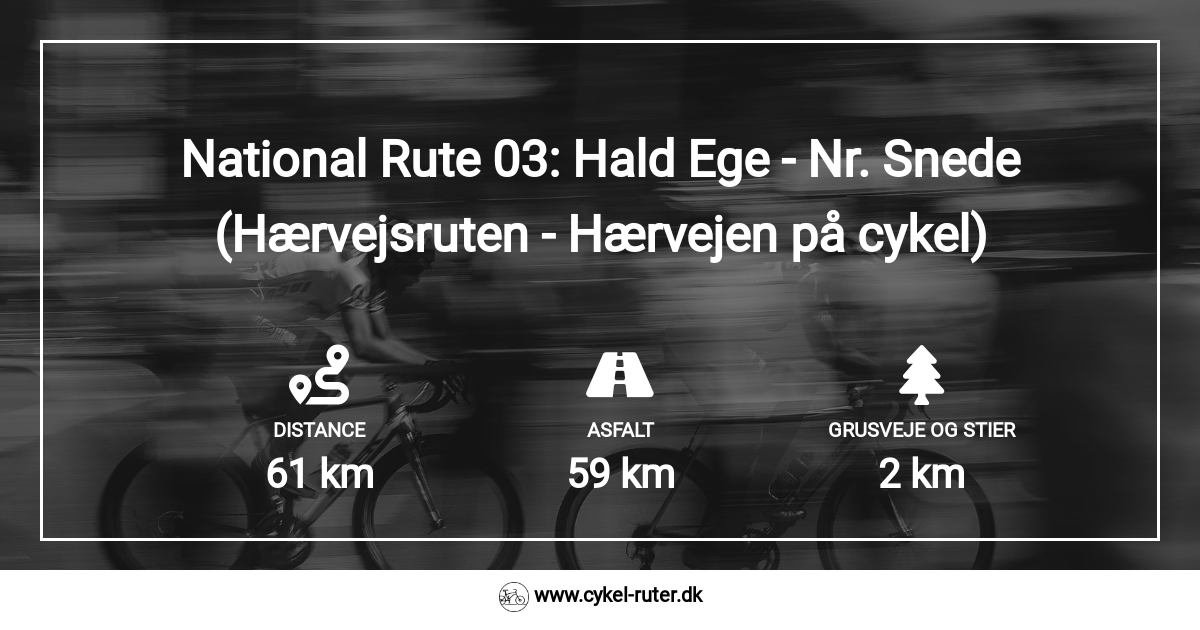 National Rute 03: Hald Ege - Nr. Snede
(Hærvejsruten - Hærvejen på cykel)
DISTANCE
61 km
ASFALT
59 km
GRUSVEJE OG STIER
2 km
www.cykel-ruter.dk